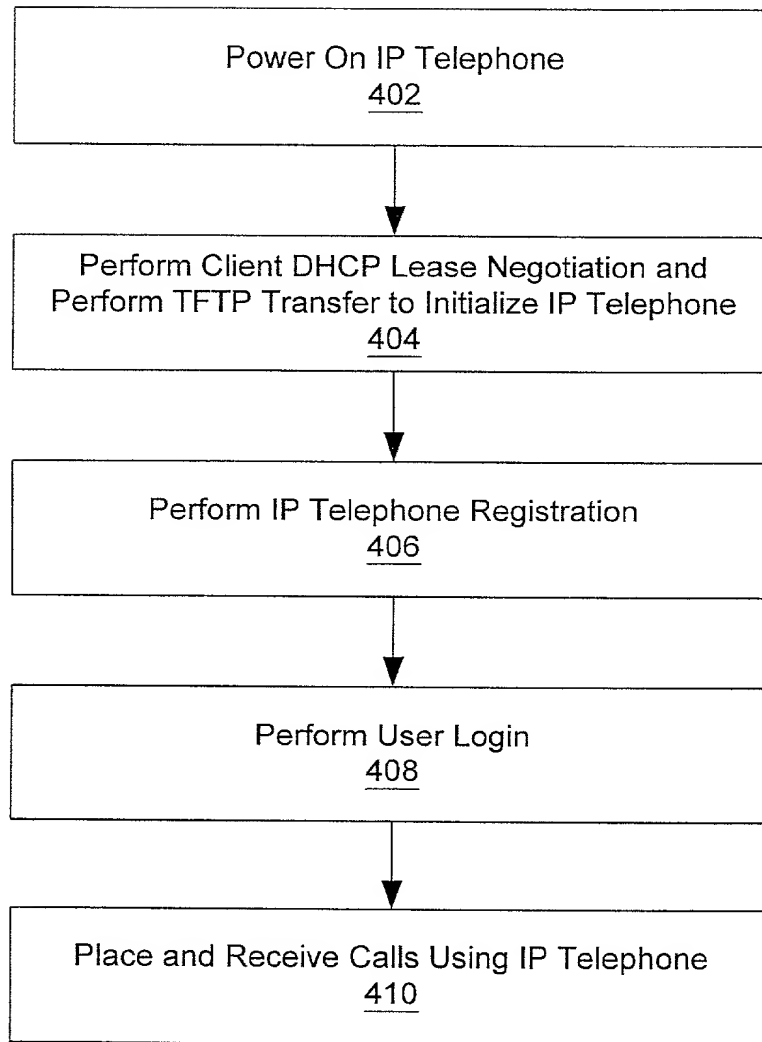 Power On IP Telephone
402
Perform Client DHCP Lease Negotiation and
Perform TFTP Transfer to Initialize IP Telephone
404
Perform IP Telephone Registration
406
Perform User Login
408
Place and Receive Calls Using IP Telephone
410